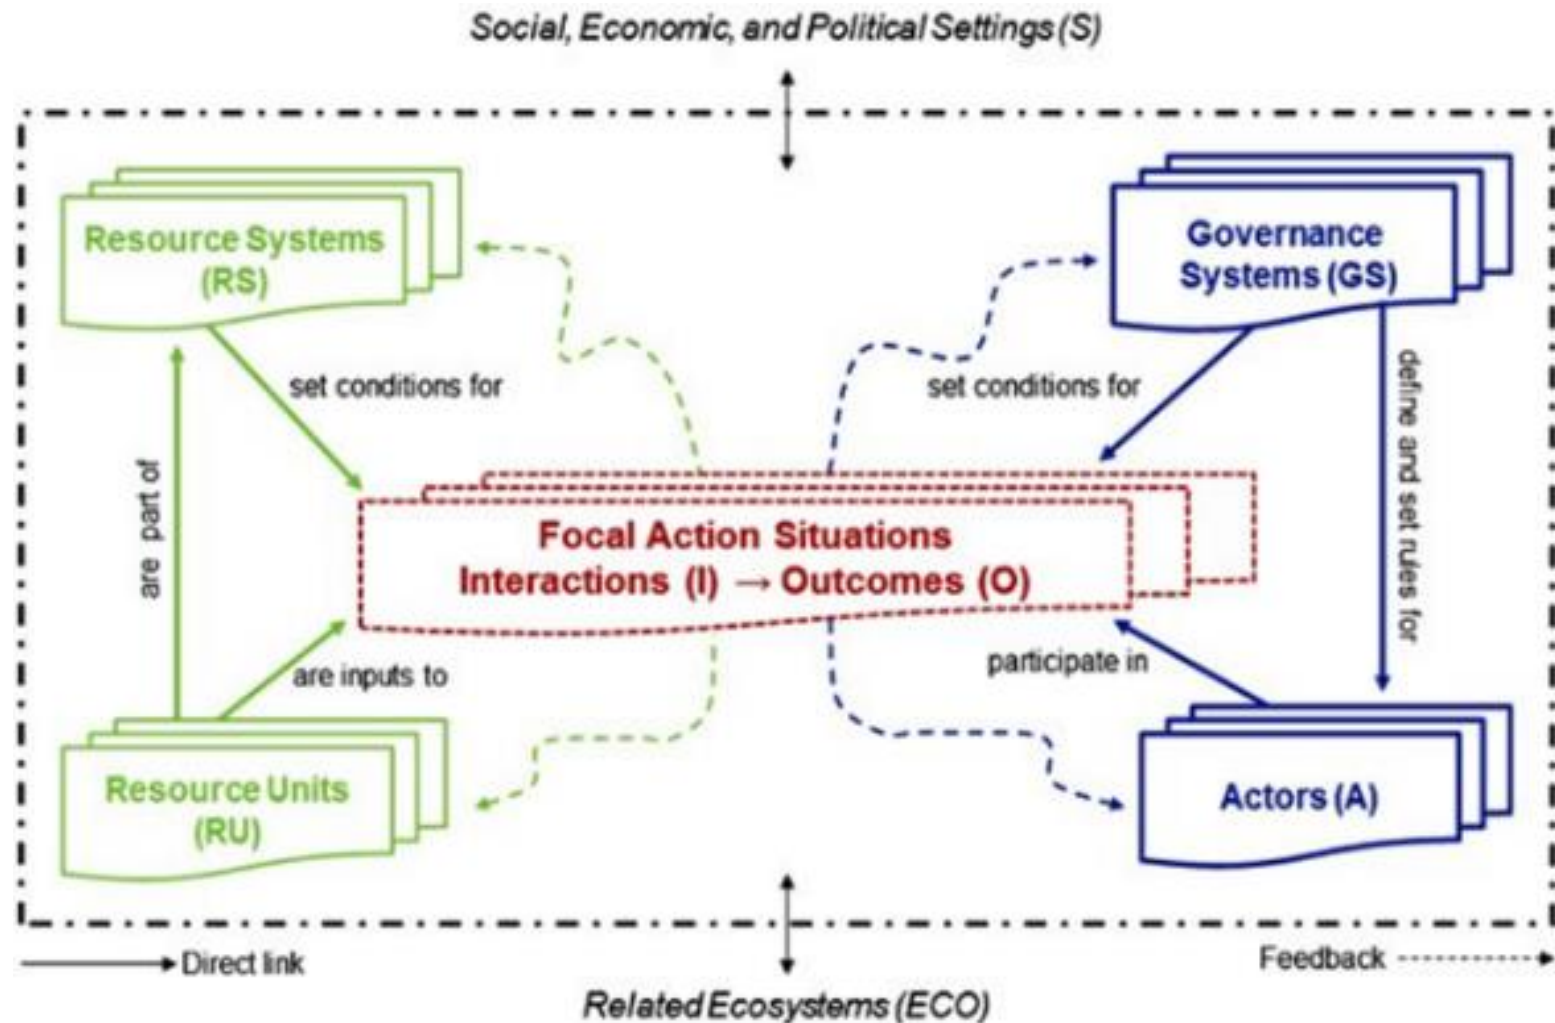 Social, Economic, and Political Settings (S)
Resource Systems
(RS)
Governance
Systems (GS)
set conditions for
set conditions for
define and set rules for
are part of
Focal Action Situations
Interactions (I) → Outcomes (O)
are inputs to
participate in
Resource Units
(RU)
Actors (A)
Direct link
Feedback
Related Ecosystems (ECO)